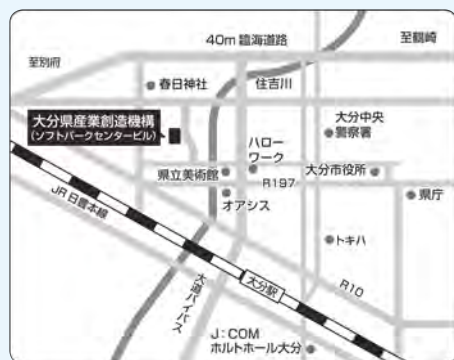 40m 臨海道路
至鶴崎
至別府
春日神社
住吉川
大分県産業創造機構
(ソフトパークセンタービル)
大分中央
警察署
ハロー
ワーク
県立美術館
大分市役所
R197
オアシス
県庁
JR日豊本線
トキハ
大分駅
R10
大道バイパス
J:COM
ホルトホール大分